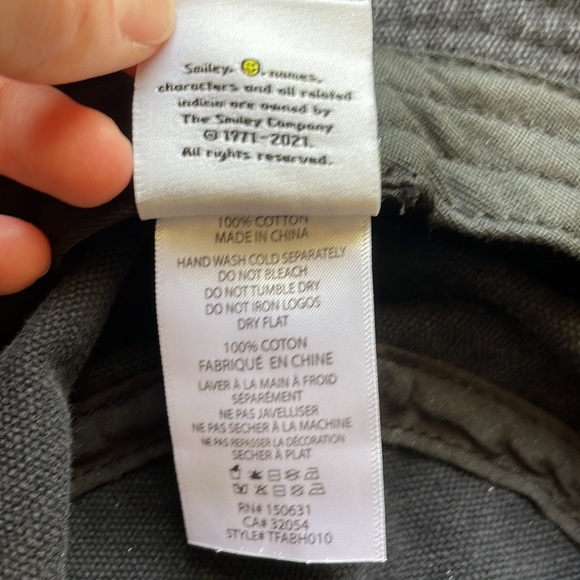 Smiley, names,
characters and all related
indicia are owned by
The Smiley Company
© 1971-2021.
All rights reserved.
100% COTTON
MADE IN CHINA
HAND WASH COLD SEPARATELY
DO NOT BLEACH
DO NOT TUMBLE DRY
DO NOT IRON LOGOS
DRY FLAT
100% COTON
FABRIQUÉ EN CHINE
LAVER À LA MAIN À FROID
SÉPARÉMENT
NE PAS JAVELLISER
NE PAS SÉCHER À LA MACHINE
NE PAS REPASSER LA DÉCORATION
SÉCHER À PLAT
RN# 150631
CA# 32054
STYLE# TFABH010